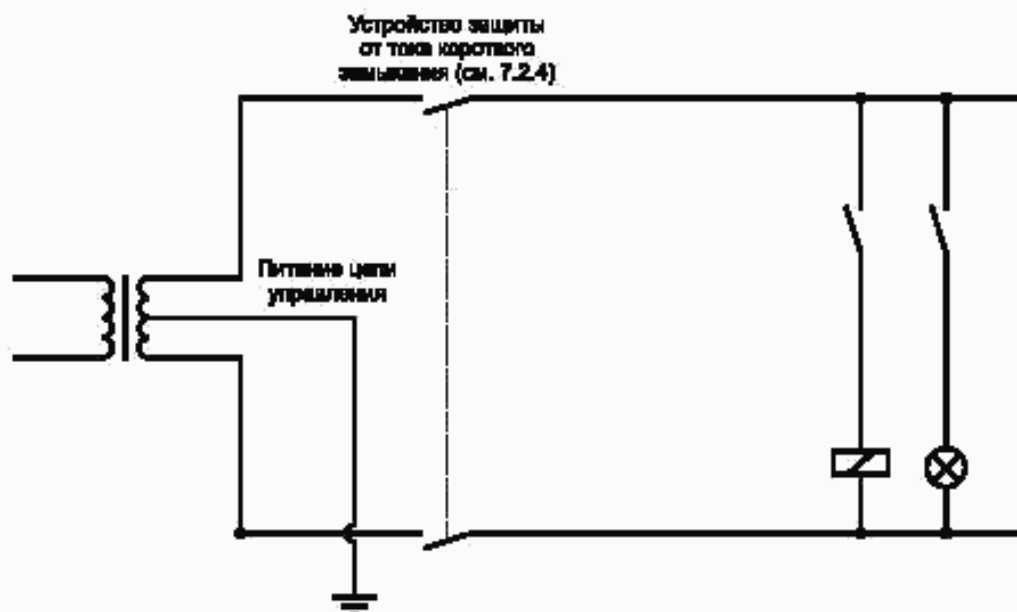 Устройство защиты
от тока короткого
замыкания (см. 7.2.4)
Питание цепи
управления